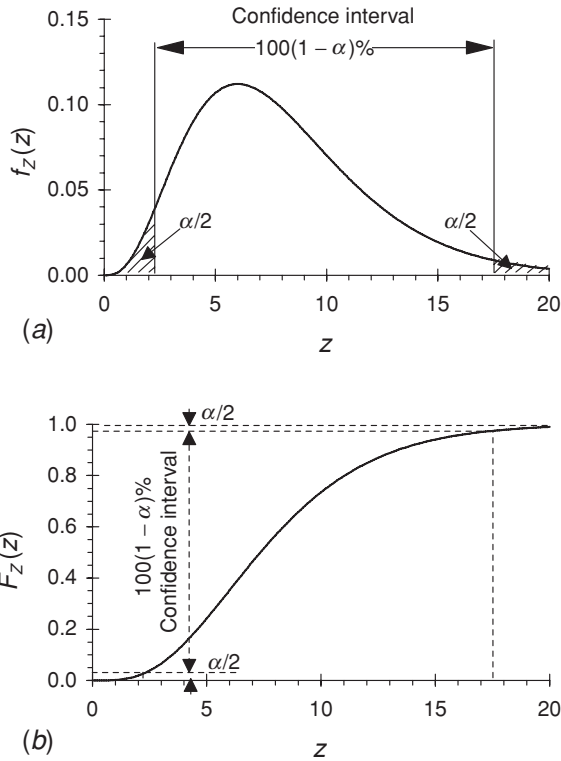 Confidence interval
100(1 − α)%
0.15
0.10
0.05
0.00
f_Z(z)
α/2
α/2
0 5 10 15 20
z
(a)
α/2
1.0
0.8
0.6
0.4
0.2
0.0
F_Z(z)
100(1 − α)%
Confidence interval
α/2
0 5 10 15 20
z
(b)